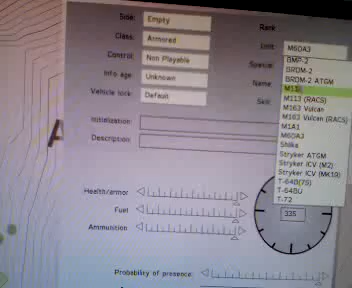 Side: Empty
Rank:
Class: Armored
Unit: M60A3
Control: Non Playable
Special:
Info age: Unknown
Name:
Vehicle lock: Default
Skill:
BMP-2
BRDM-2
BRDM-2 ATGM
M113
M113 (RACS)
M163 Vulcan
M163 Vulcan (RACS)
M1A1
M60A3
Shilka
Stryker ATGM
Stryker ICV (M2)
Stryker ICV (MK19)
T-64B(75)
T-64BU
T-72
Initialization:
Description:
A
Health/armor
Fuel
Ammunition
335
Probability of presence: